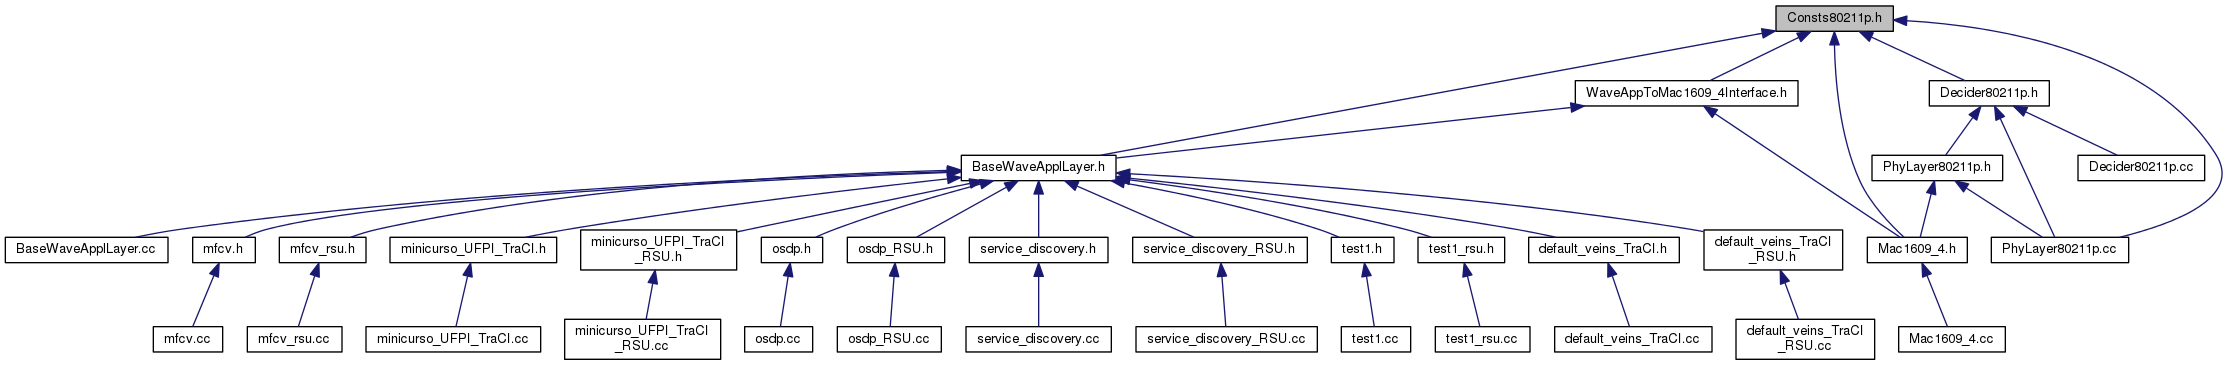 Consts80211p.h
WaveAppToMac1609_4Interface.h
Decider80211p.h
BaseWaveApplLayer.h
PhyLayer80211p.h
Decider80211p.cc
BaseWaveApplLayer.cc
mfcv.h
mfcv_rsu.h
minicurso_UFPI_TraCI.h
minicurso_UFPI_TraCI
_RSU.h
osdp.h
osdp_RSU.h
service_discovery.h
service_discovery_RSU.h
test1.h
test1_rsu.h
default_veins_TraCI.h
default_veins_TraCI
_RSU.h
Mac1609_4.h
PhyLayer80211p.cc
mfcv.cc
mfcv_rsu.cc
minicurso_UFPI_TraCI.cc
minicurso_UFPI_TraCI
_RSU.cc
osdp.cc
osdp_RSU.cc
service_discovery.cc
service_discovery_RSU.cc
test1.cc
test1_rsu.cc
default_veins_TraCI.cc
default_veins_TraCI
_RSU.cc
Mac1609_4.cc